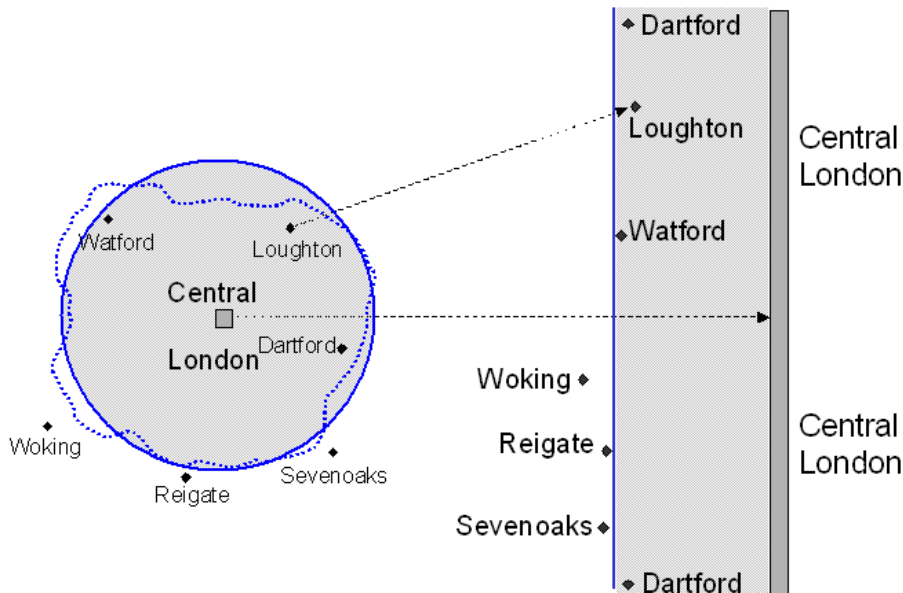 Watford
Loughton
Central
London
Dartford
Woking
Reigate
Sevenoaks
Dartford
Loughton
Watford
Woking
Reigate
Sevenoaks
Dartford
Central
London
Central
London